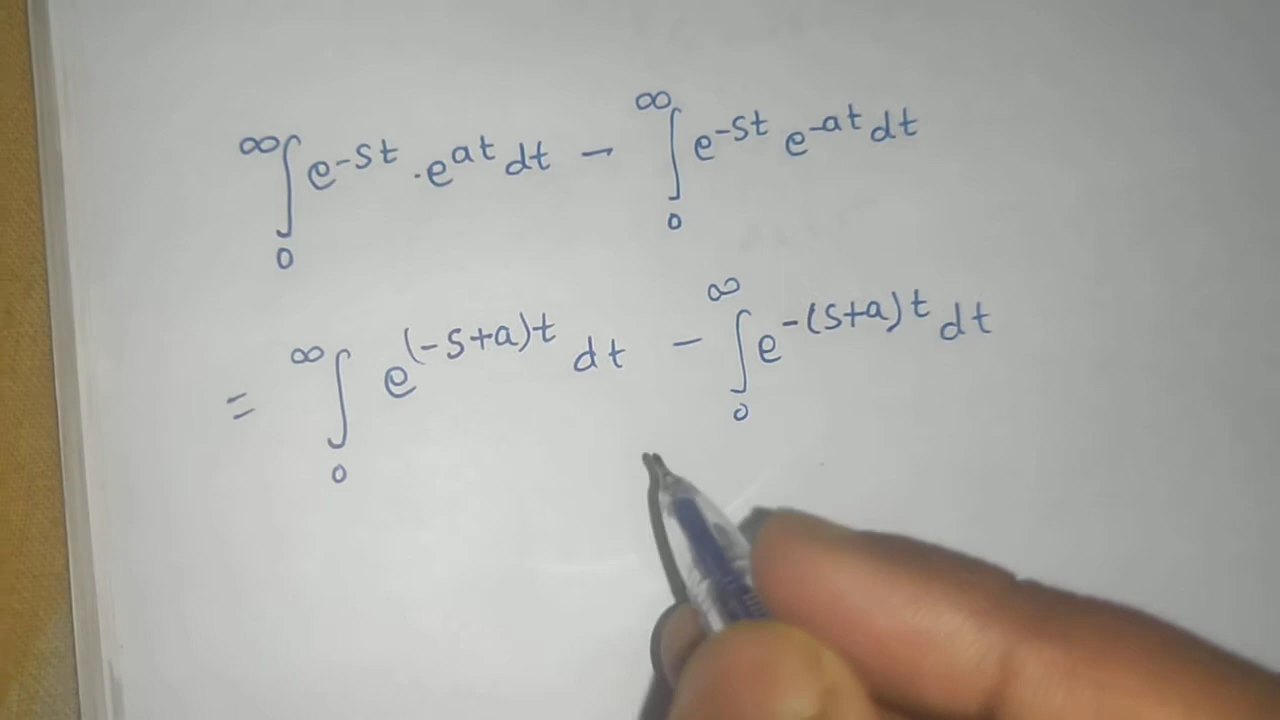 ∞∫0 e^-st · e^at dt - ∞∫0 e^-st e^-at dt
= ∞∫0 e^(-s+a)t dt - ∞∫0 e^-(s+a)t dt